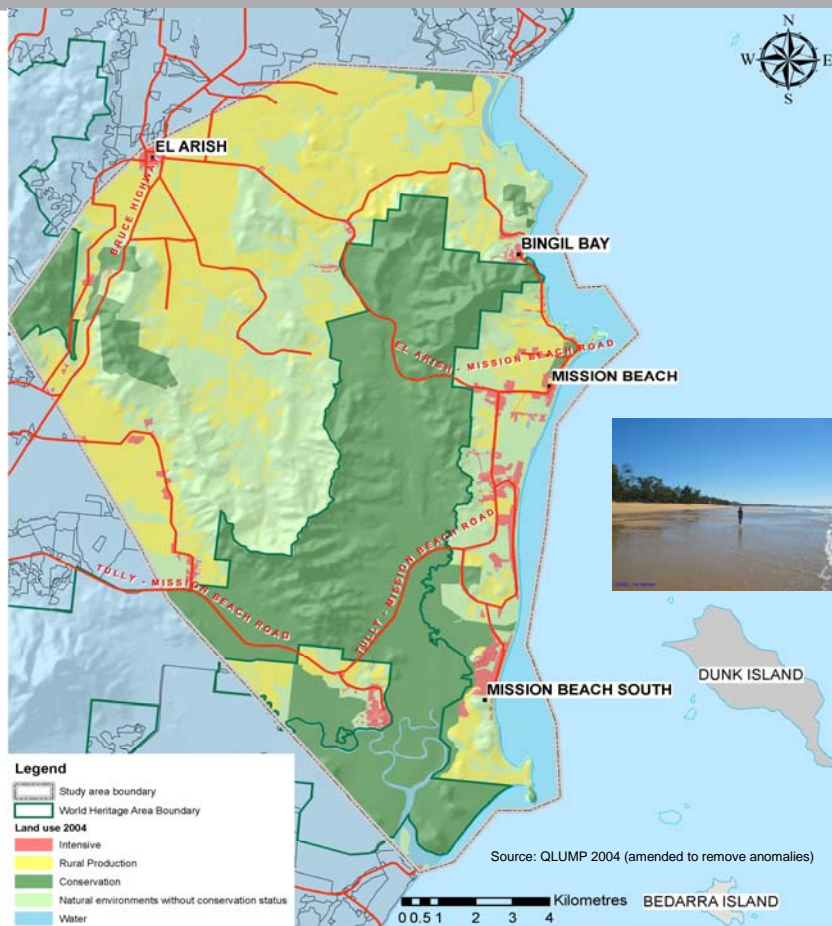 N
W E
S
EL ARISH
BRUCE HIGHWAY
BINGIL BAY
EL ARISH - MISSION BEACH ROAD
MISSION BEACH
TULLY - MISSION BEACH ROAD
TULLY - MISSION BEACH ROAD
DUNK ISLAND
MISSION BEACH SOUTH
Legend
Study area boundary
World Heritage Area Boundary
Land use 2004
Intensive
Rural Production
Conservation
Natural environments without conservation status
Water
Source: QLUMP 2004 (amended to remove anomalies)
Kilometres
0 0.5 1 2 3 4
BEDARRA ISLAND